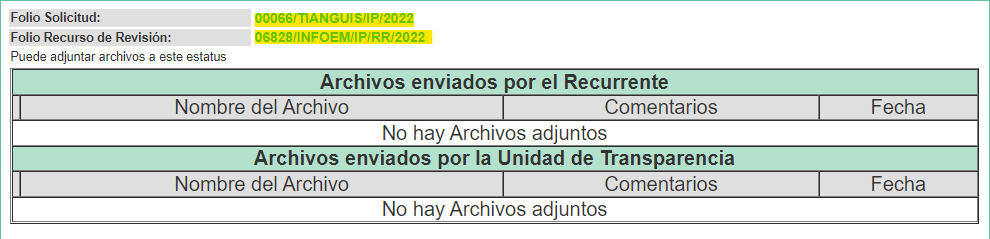 Folio Solicitud: 00066/TIANGUIS/IP/2022
Folio Recurso de Revisión: 06828/INFOEM/IP/RR/2022
Puede adjuntar archivos a este estatus
Archivos enviados por el Recurrente
Nombre del Archivo Comentarios Fecha
No hay Archivos adjuntos
Archivos enviados por la Unidad de Transparencia
Nombre del Archivo Comentarios Fecha
No hay Archivos adjuntos